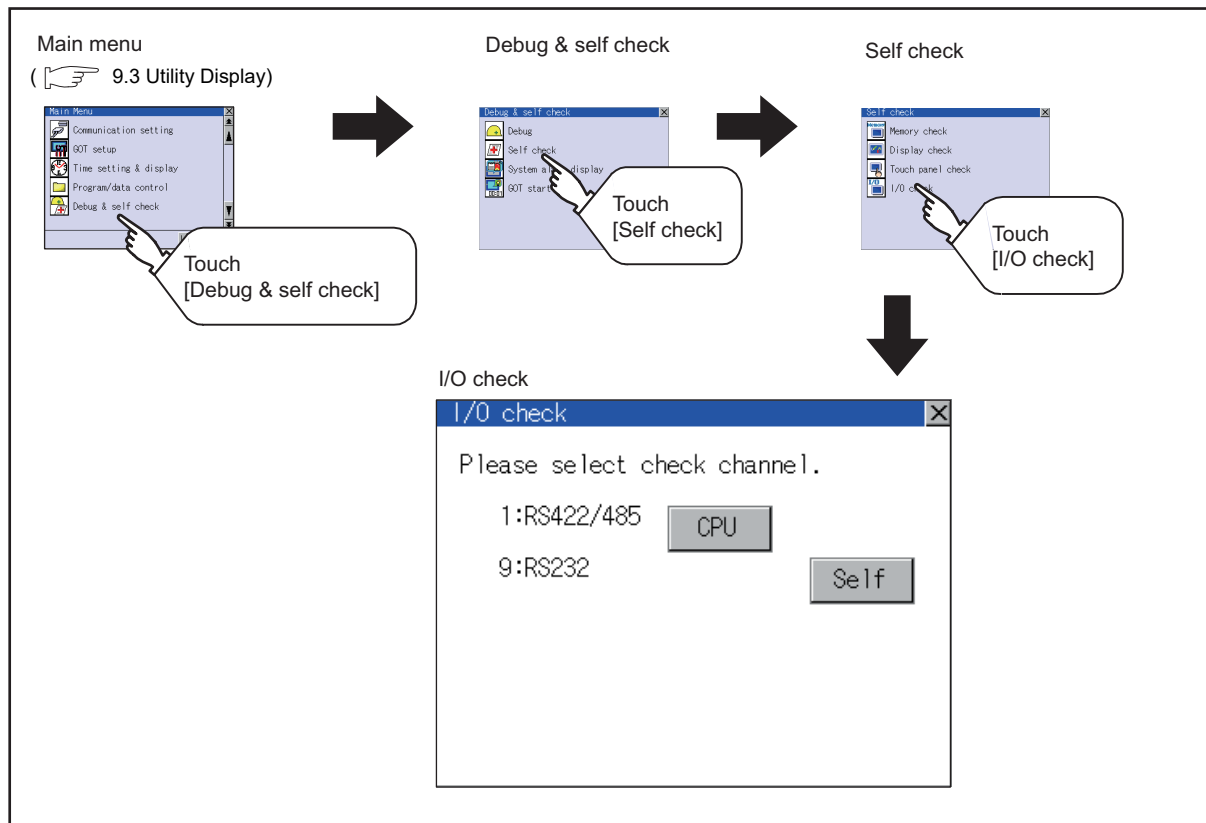 Main menu
( 9.3 Utility Display)
Main Menu
Communication setting
GOT setup
Time setting & display
Program/data control
Debug & self check
Touch
[Debug & self check]
Debug & self check
Debug & self check
Debug
Self check
System display
GOT start
Touch
[Self check]
Self check
Self check
Memory check
Display check
Touch panel check
I/O
Touch
[I/O check]
I/O check
I/O check
Please select check channel.
1:RS422/485 CPU
9:RS232 Self